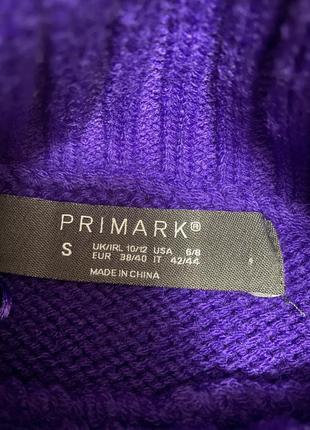 PRIMARK®
S UK/IRL 10/12 USA 6/8
EUR 38/40 IT 42/44
MADE IN CHINA